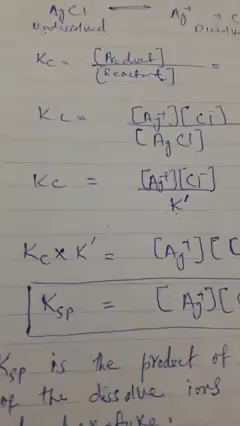 AgCl ⟶ Ag⁺
undissolved Dissol
Kc = [Product] / [Reactant] =
Kc = [Ag⁺][Cl⁻] / [AgCl]
Kc = [Ag⁺][Cl⁻] / K'
Kc x K' = [Ag⁺][C
Ksp = [Ag⁺][C
Ksp is the product of
of the dissolve ions